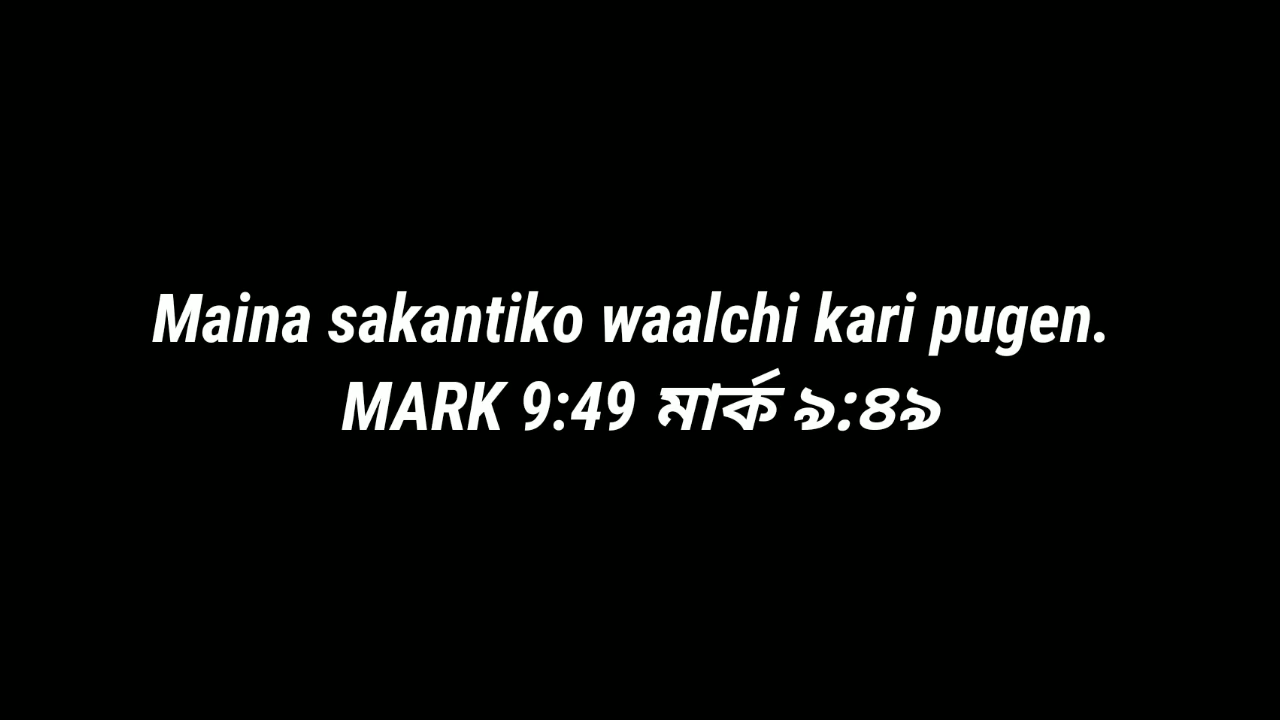 Maina sakantiko waalchi kari pugen.
MARK 9:49 মার্ক ৯:৪৯